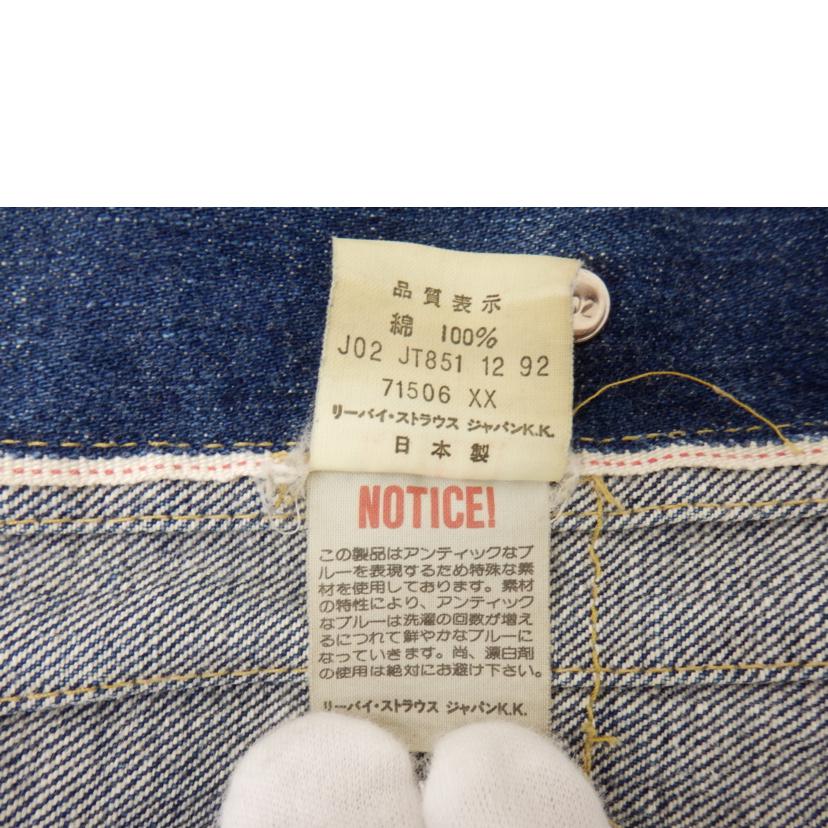 品質表示
綿 100%
J02 JT851 12 92
71506 XX
リーバイ・ストラウス ジャパンK.K.
日本製
NOTICE!
この製品はアンティックなブ
ルーを表現するため特殊な素
材を使用しております。素材
の特性により、アンティック
なブルーは洗濯の回数が増え
るにつれて鮮やかなブルーに
なっていきます。尚、漂白剤
の使用は絶対にお避け下さい。
リーバイ・ストラウス ジャパンK.K.